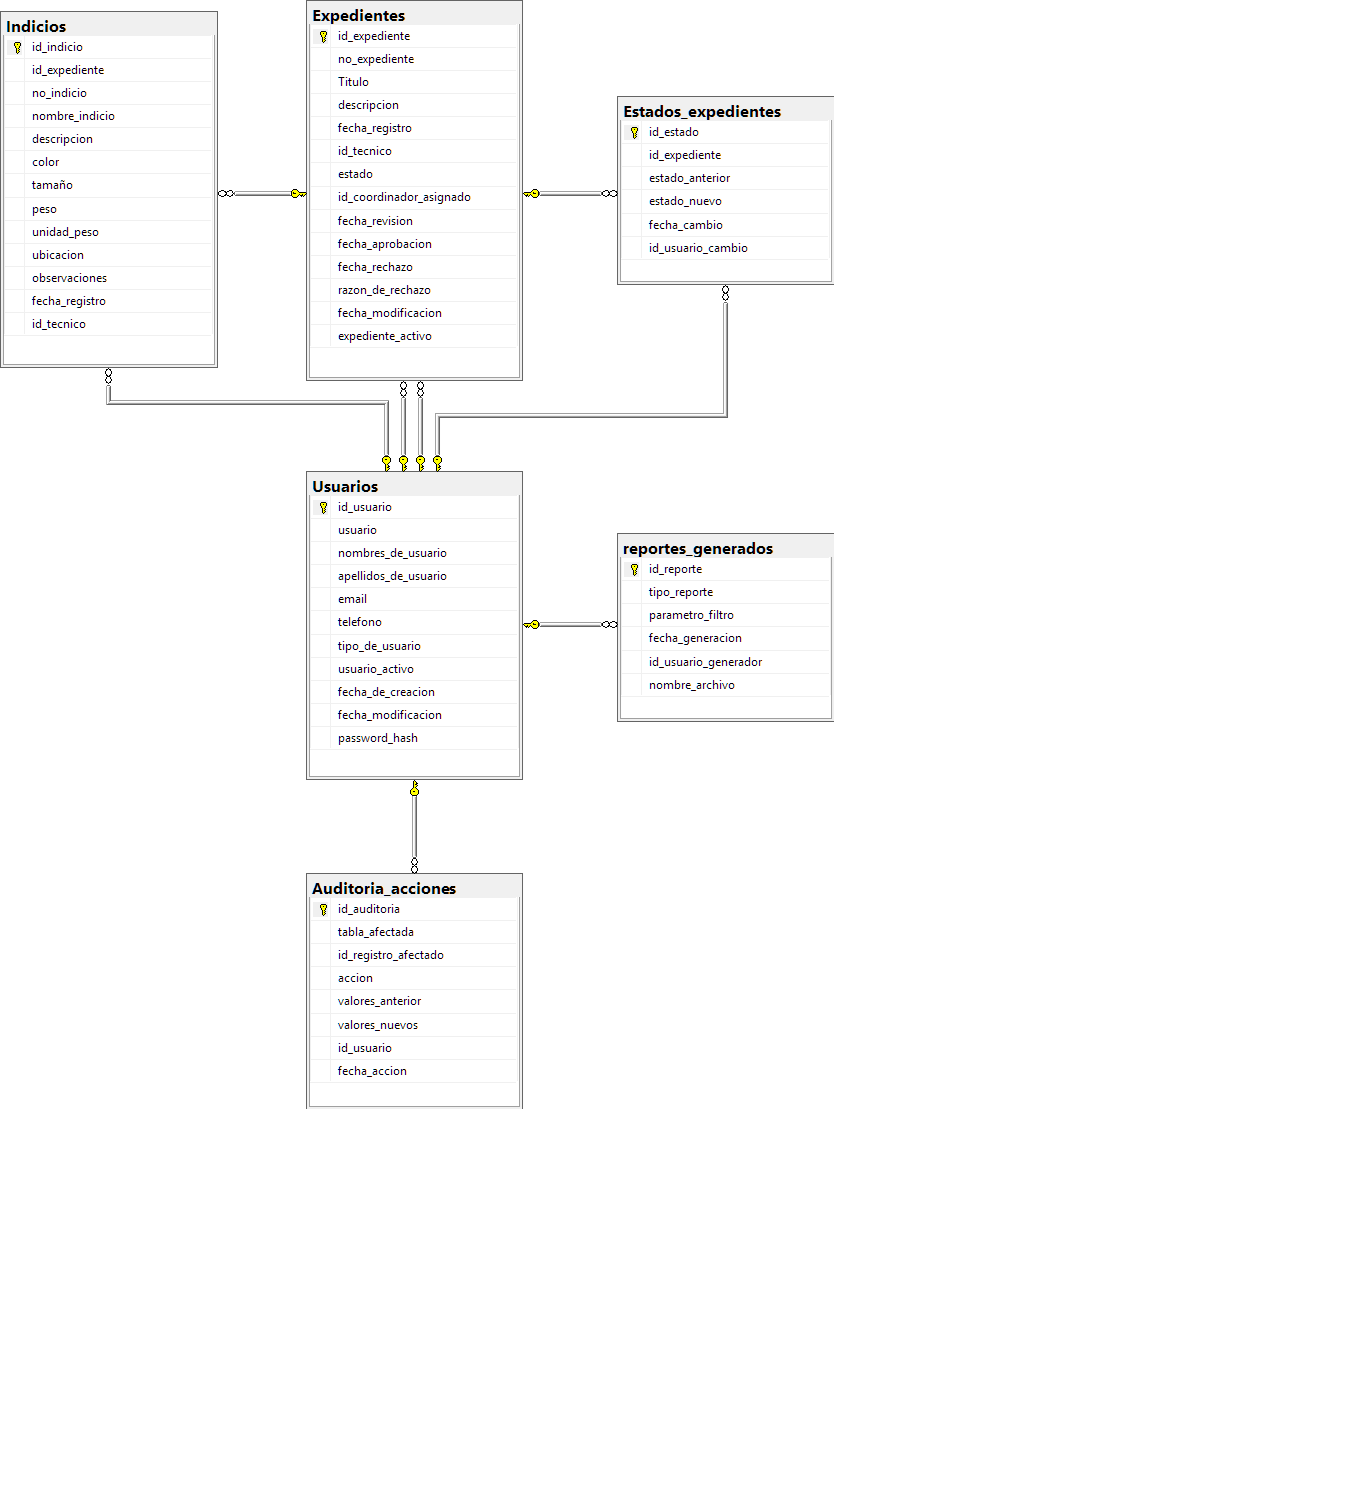 Indicios
id_indicio
id_expediente
no_indicio
nombre_indicio
descripcion
color
tamaño
peso
unidad_peso
ubicacion
observaciones
fecha_registro
id_tecnico
Expedientes
id_expediente
no_expediente
Titulo
descripcion
fecha_registro
id_tecnico
estado
id_coordinador_asignado
fecha_revision
fecha_aprobacion
fecha_rechazo
razon_de_rechazo
fecha_modificacion
expediente_activo
Estados_expedientes
id_estado
id_expediente
estado_anterior
estado_nuevo
fecha_cambio
id_usuario_cambio
Usuarios
id_usuario
usuario
nombres_de_usuario
apellidos_de_usuario
email
telefono
tipo_de_usuario
usuario_activo
fecha_de_creacion
fecha_modificacion
password_hash
reportes_generados
id_reporte
tipo_reporte
parametro_filtro
fecha_generacion
id_usuario_generador
nombre_archivo
Auditoria_acciones
id_auditoria
tabla_afectada
id_registro_afectado
accion
valores_anterior
valores_nuevos
id_usuario
fecha_accion